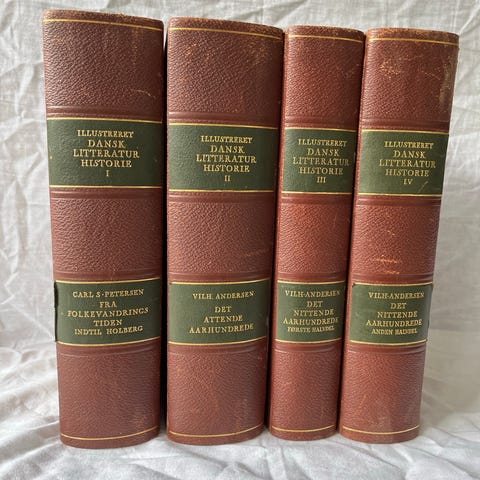 ILLUSTRERET
DANSK
LITTERATUR
HISTORIE
I
CARL S·PETERSEN
FRA
FOLKEVANDRINGS
TIDEN
INDTIL HOLBERG
ILLUSTRERET
DANSK
LITTERATUR
HISTORIE
II
VILH. ANDERSEN
DET
ATTENDE
AARHUNDREDE
ILLUSTRERET
DANSK
LITTERATUR
HISTORIE
III
VILH·ANDERSEN
DET
NITTENDE
AARHUNDREDE
FØRSTE HALVDEL
ILLUSTRERET
DANSK
LITTERATUR
HISTORIE
IV
VILH·ANDERSEN
DET
NITTENDE
AARHUNDREDE
ANDEN HALVDEL